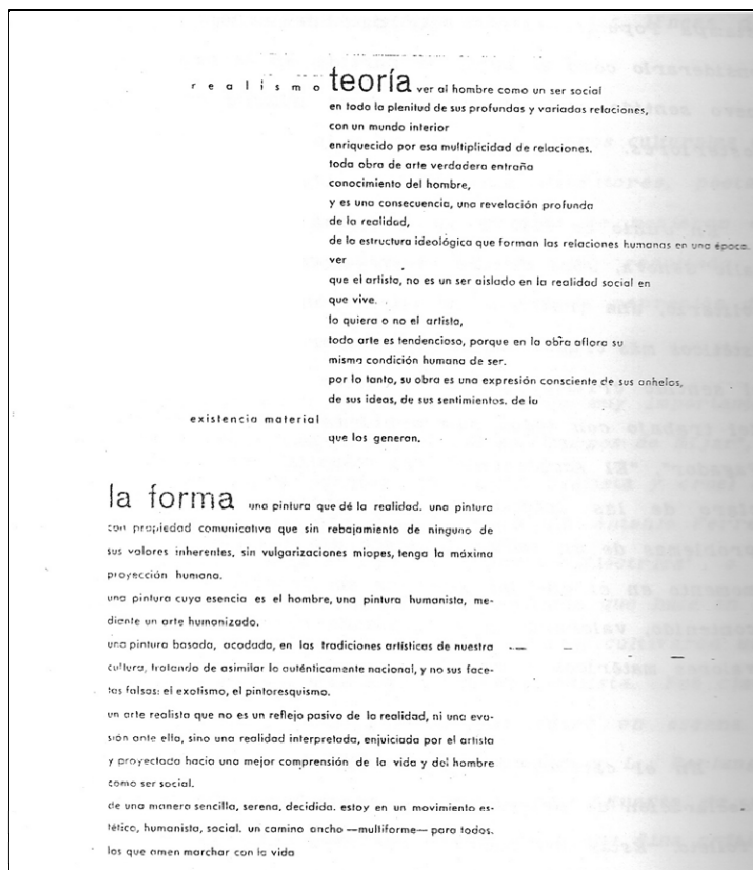 realismo teoría ver al hombre como un ser social
en toda la plenitud de sus profundas y variadas relaciones,
con un mundo interior
enriquecido por esa multiplicidad de relaciones.
toda obra de arte verdadera entraña
conocimiento del hombre,
y es una consecuencia, una revelación profunda
de la realidad,
de la estructura ideológica que forman las relaciones humanas en una época.
ver
que el artista, no es un ser aislado en la realidad social en
que vive.
lo quiera o no el artista,
todo arte es tendencioso, porque en la obra aflora su
misma condición humana de ser.
por lo tanto, su obra es una expresión consciente de sus anhelos,
de sus ideas, de sus sentimientos. de la
existencia material
que los generan.
la forma una pintura que dé la realidad. una pintura
con propiedad comunicativa que sin rebajamiento de ninguno de
sus valores inherentes, sin vulgarizaciones miopes, tenga la máxima
proyección humana.
una pintura cuya esencia es el hombre, una pintura humanista, me-
diante un arte humanizado.
una pintura basada, acodada, en las tradiciones artísticas de nuestra
cultura, tratando de asimilar lo auténticamente nacional, y no sus face-
tas falsas: el exotismo, el pintoresquismo.
un arte realista que no es un reflejo pasivo de la realidad, ni una eva-
sión ante ella, sino una realidad interpretada, enjuiciada por el artista
y proyectada hacia una mejor comprensión de la vida y del hombre
como ser social.
de una manera sencilla, serena, decidida. estoy en un movimiento es-
tético, humanista, social. un camino ancho —multiforme— para todos.
los que amen marchar con la vida